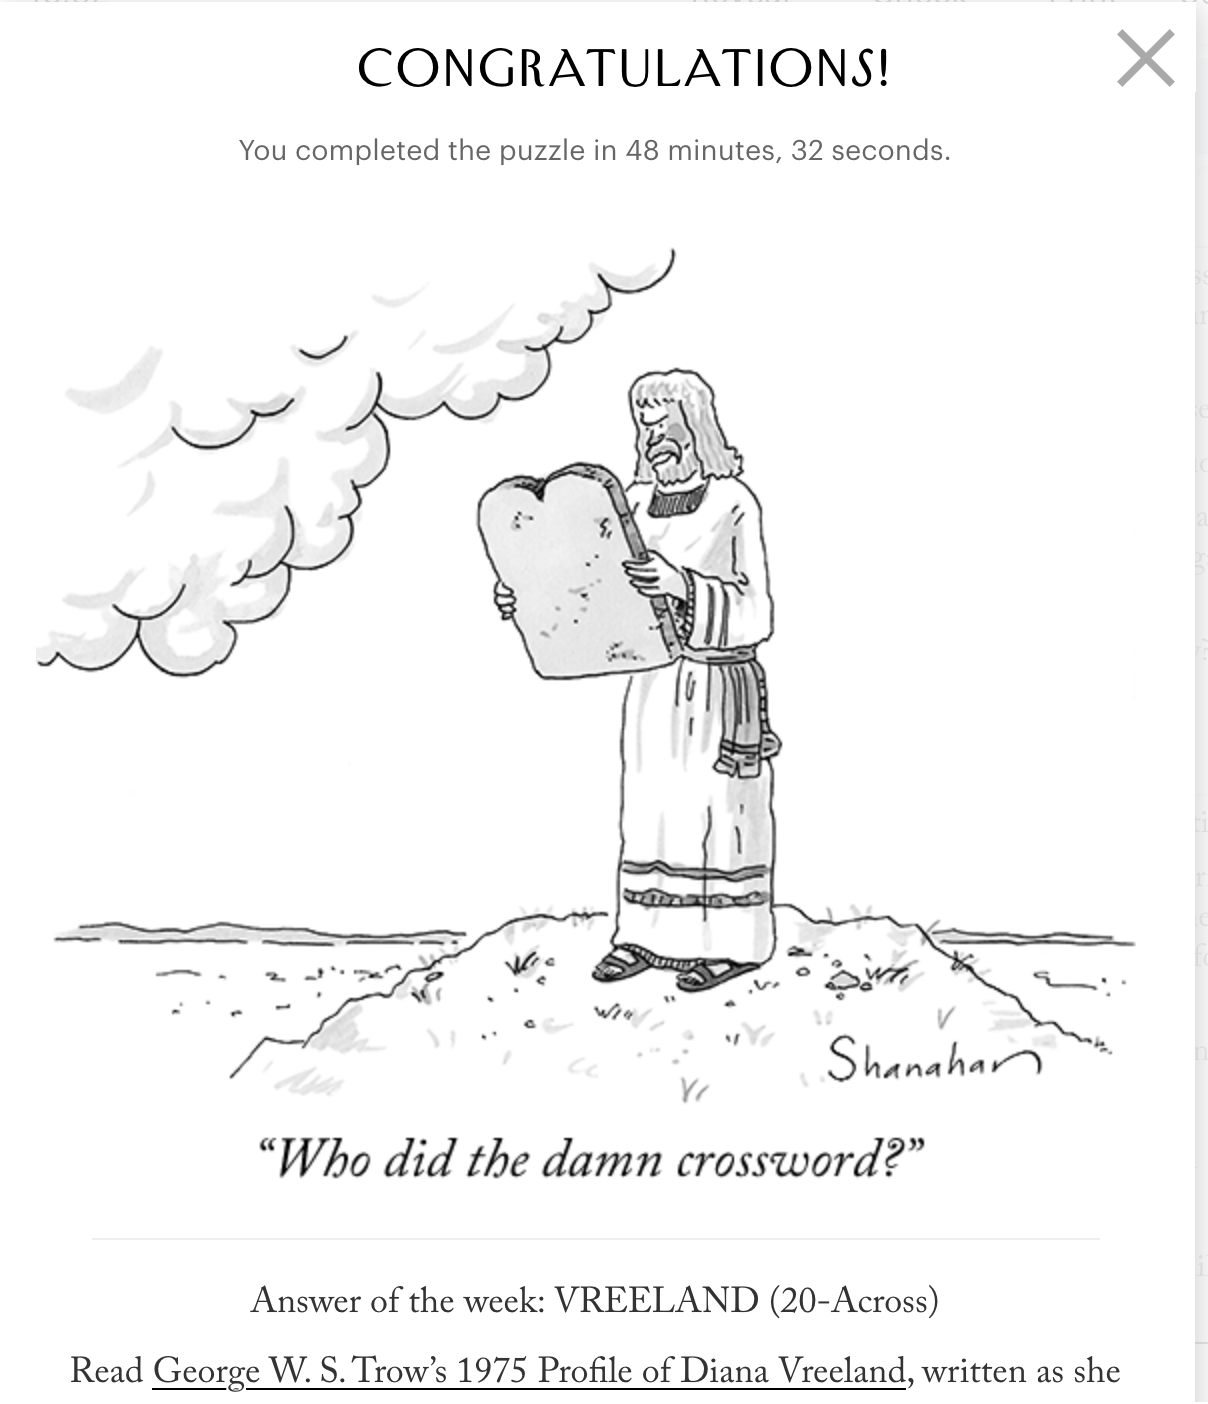 CONGRATULATIONS!
You completed the puzzle in 48 minutes, 32 seconds.
Shanahan
“Who did the damn crossword?”
Answer of the week: VREELAND (20-Across)
Read George W. S. Trow’s 1975 Profile of Diana Vreeland, written as she